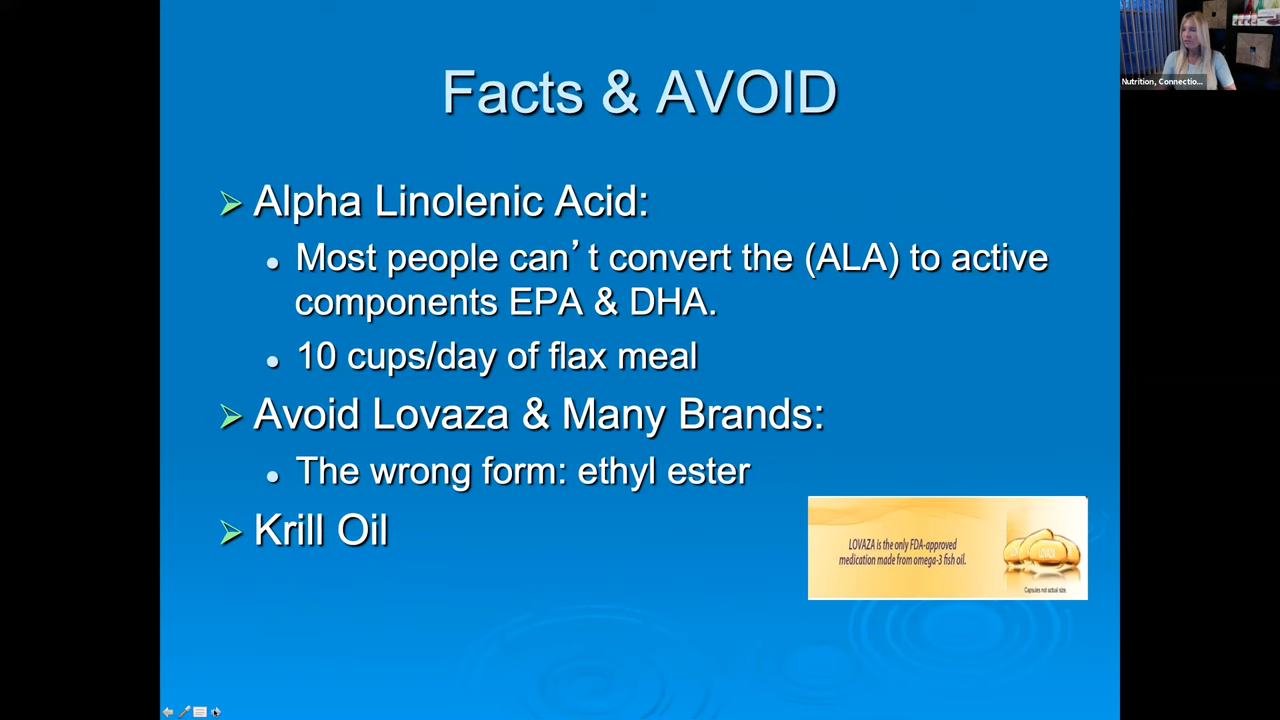 Facts & AVOID
Alpha Linolenic Acid:
Most people can’t convert the (ALA) to active
components EPA & DHA.
10 cups/day of flax meal
Avoid Lovaza & Many Brands:
The wrong form: ethyl ester
Krill Oil
LOVAZA is the only FDA-approved
medication made from omega-3 fish oil.
LOVAZA
Capsules not actual size.
Nutrition, Connectio...